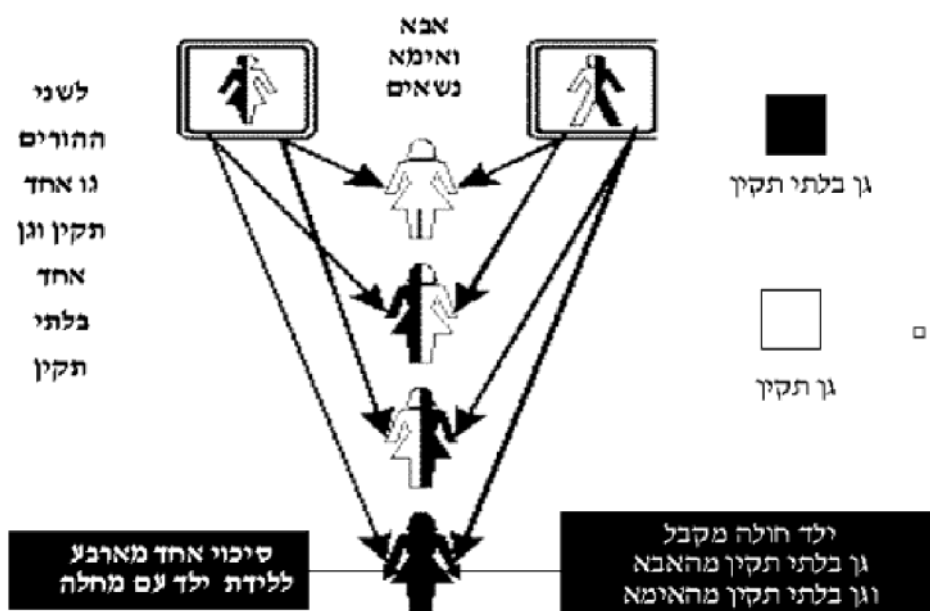 אבא
ואימא
נשאים
לשני
ההורים
גו אחד
תקין וגן
אחד
בלתי
תקין
גן בלתי תקין
גן תקין
ילד חולה מקבל
גן בלתי תקין מהאבא
וגן בלתי תקין מהאימא
סיכוי אחד מארבע
ללידת ילד עם מחלה